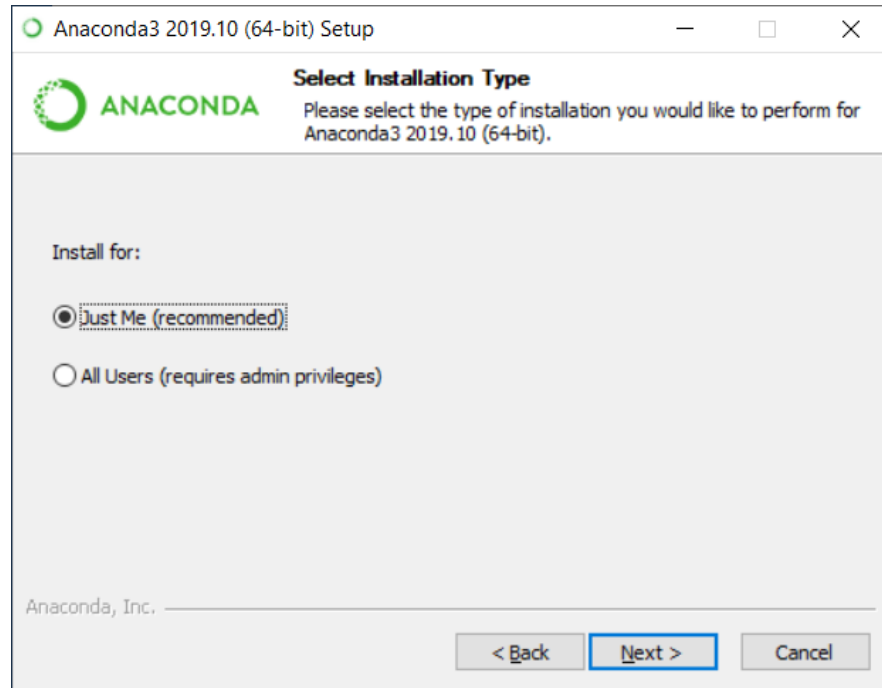 Anaconda3 2019.10 (64-bit) Setup
ANACONDA
Select Installation Type
Please select the type of installation you would like to perform for
Anaconda3 2019.10 (64-bit).
Install for:
Just Me (recommended)
All Users (requires admin privileges)
Anaconda, Inc.
< Back
Next >
Cancel